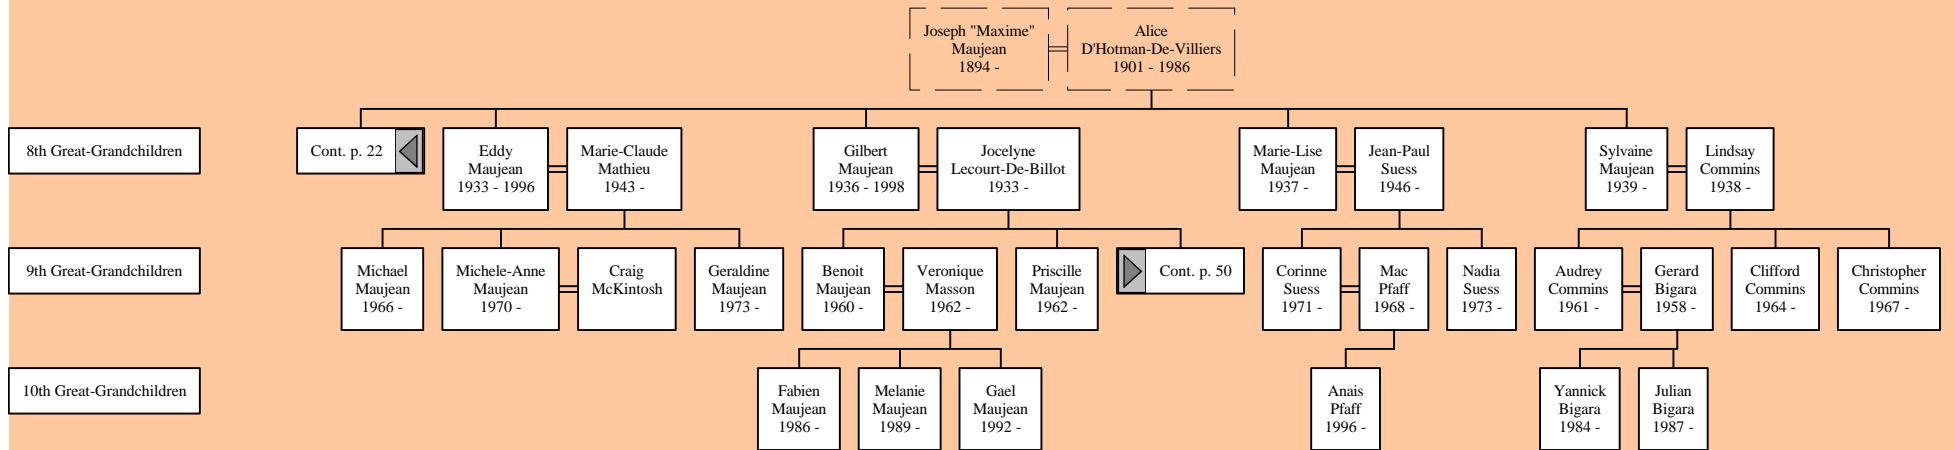 Joseph "Maxime"
Maujean
1894 -
Alice
D'Hotman-De-Villiers
1901 - 1986
8th Great-Grandchildren
Cont. p. 22
Eddy
Maujean
1933 - 1996
Marie-Claude
Mathieu
1943 -
Gilbert
Maujean
1936 - 1998
Jocelyne
Lecourt-De-Billot
1933 -
Marie-Lise
Maujean
1937 -
Jean-Paul
Suess
1946 -
Sylvaine
Maujean
1939 -
Lindsay
Commins
1938 -
9th Great-Grandchildren
Michael
Maujean
1966 -
Michele-Anne
Maujean
1970 -
Craig
McKintosh
Geraldine
Maujean
1973 -
Benoit
Maujean
1960 -
Veronique
Masson
1962 -
Priscille
Maujean
1962 -
Cont. p. 50
Corinne
Suess
1971 -
Mac
Pfaff
1968 -
Nadia
Suess
1973 -
Audrey
Commins
1961 -
Gerard
Bigara
1958 -
Clifford
Commins
1964 -
Christopher
Commins
1967 -
10th Great-Grandchildren
Fabien
Maujean
1986 -
Melanie
Maujean
1989 -
Gael
Maujean
1992 -
Anais
Pfaff
1996 -
Yannick
Bigara
1984 -
Julian
Bigara
1987 -